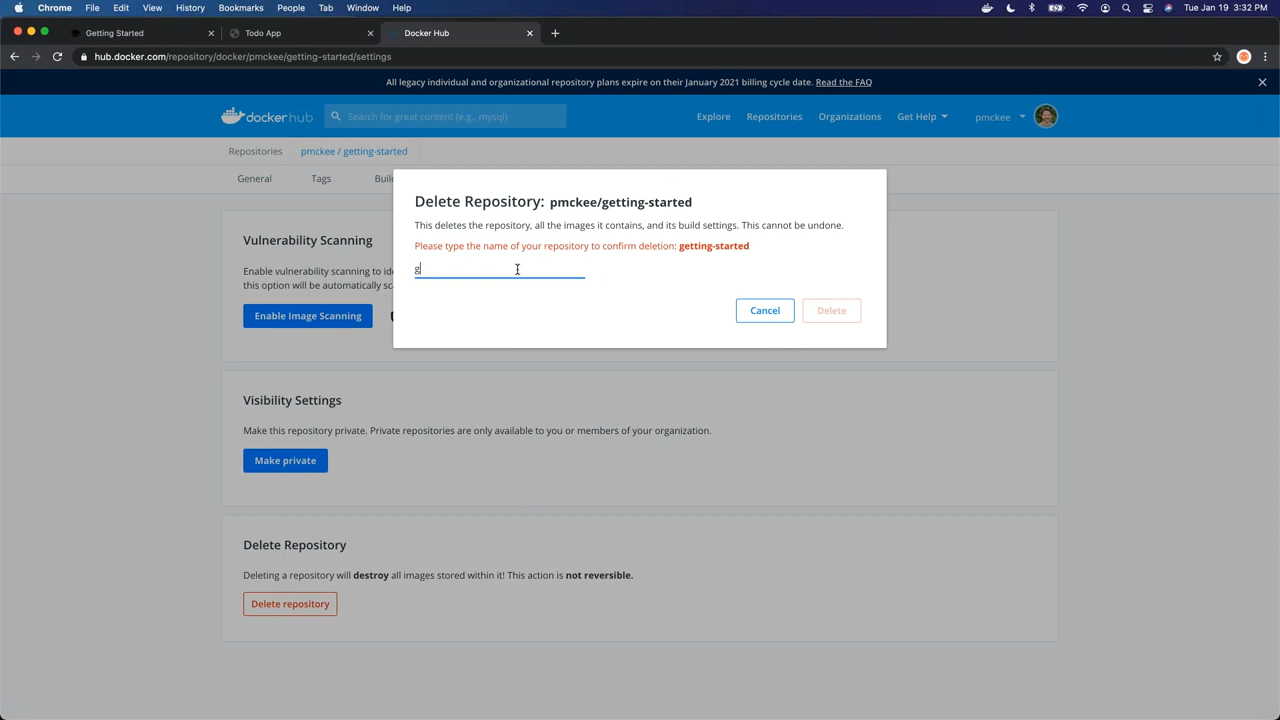 Chrome File Edit View History Bookmarks People Tab Window Help Tue Jan 19 3:32 PM
Getting Started Todo App Docker Hub
hub.docker.com/repository/docker/pmckee/getting-started/settings
All legacy individual and organizational repository plans expire on their January 2021 billing cycle date. Read the FAQ
dockerhub Search for great content (e.g., mysql) Explore Repositories Organizations Get Help pmckee
Repositories pmckee / getting-started
General Tags Buil
Delete Repository: pmckee/getting-started
This deletes the repository, all the images it contains, and its build settings. This cannot be undone.
Please type the name of your repository to confirm deletion: getting-started
g
Cancel Delete
Vulnerability Scanning
Enable vulnerability scanning to id
this option will be automatically sc
Enable Image Scanning
Visibility Settings
Make this repository private. Private repositories are only available to you or members of your organization.
Make private
Delete Repository
Deleting a repository will destroy all images stored within it! This action is not reversible.
Delete repository